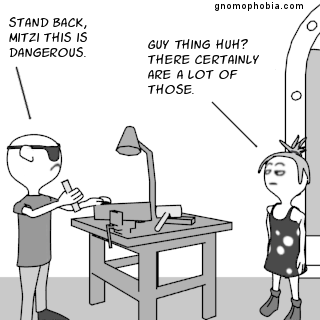 gnomophobia.com
STAND BACK,
MITZI THIS IS
DANGEROUS.
GUY THING HUH?
THERE CERTAINLY
ARE A LOT OF
THOSE.